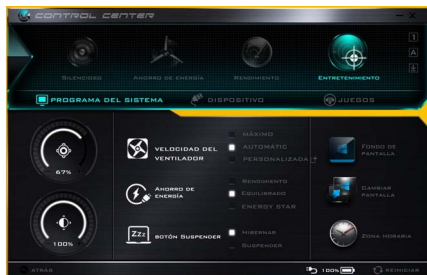 CONTROL CENTER
SILENCIOSO
AHORRO DE ENERGÍA
RENDIMIENTO
ENTRETENIMIENTO
1
A
PROGRAMA DEL SISTEMA
DISPOSITIVO
JUEGOS
67%
100%
VELOCIDAD DEL
VENTILADOR
MÁXIMO
AUTOMÁTIC
PERSONALIZADA
AHORRO DE
ENERGÍA
RENDIMIENTO
EQUILIBRADO
ENERGY STAR
ZZZ
BOTÓN SUSPENDER
HIBERNAR
SUSPENDER
FONDO DE
PANTALLA
CAMBIAR
PANTALLA
ZONA HORARIA
ATRÁS
100%
REINICIAR